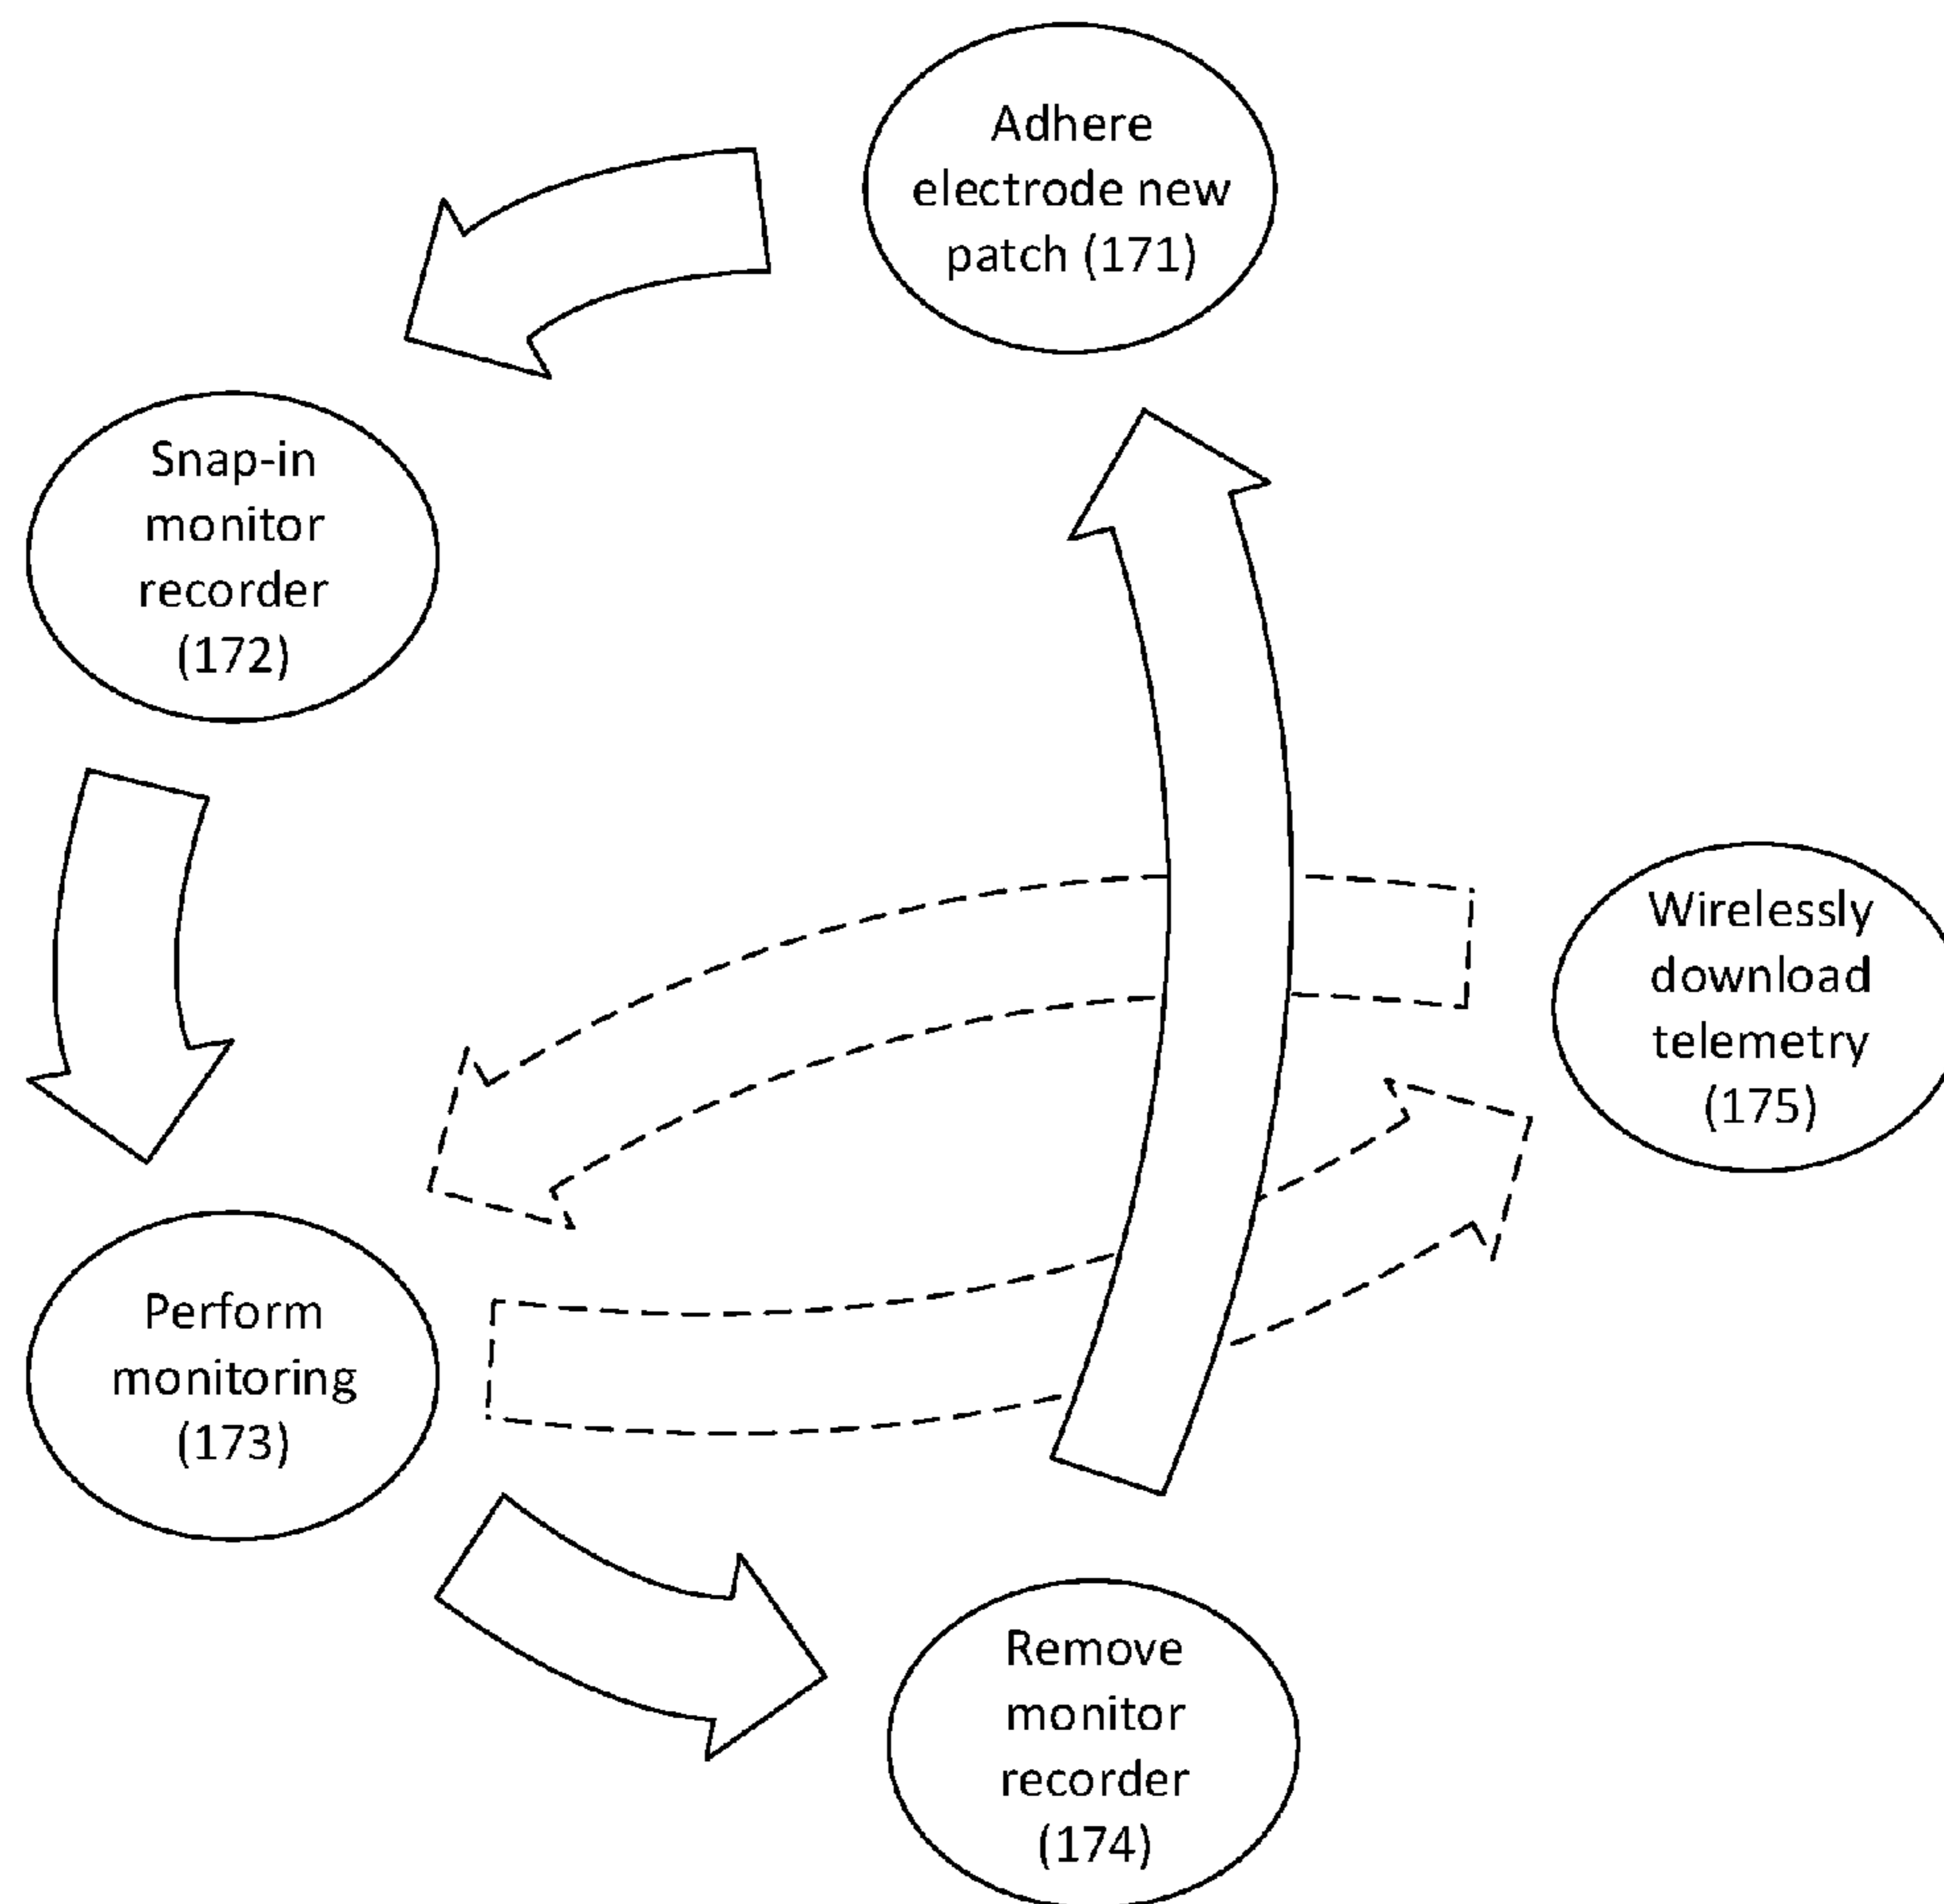 Adhere
electrode new
patch (171)
Snap-in
monitor
recorder
(172)
Wirelessly
download
telemetry
(175)
Perform
monitoring
(173)
Remove
monitor
recorder
(174)